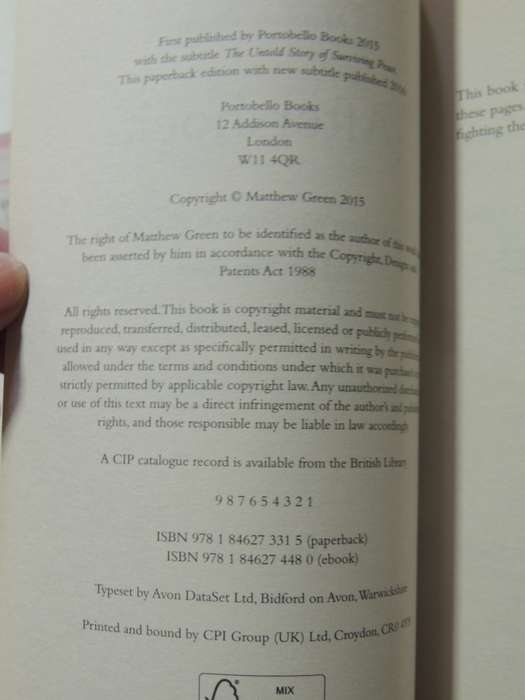 First published by Portobello Books 2015
with the subtitle The Untold Story of Surviving Peace
This paperback edition with new subtitle published 2016
Portobello Books
12 Addison Avenue
London
W11 4QR
Copyright © Matthew Green 2015
The right of Matthew Green to be identified as the author of this work
been asserted by him in accordance with the Copyright, Designs and
Patents Act 1988
All rights reserved. This book is copyright material and must not be
reproduced, transferred, distributed, leased, licensed or publicly performed
used in any way except as specifically permitted in writing by the
allowed under the terms and conditions under which it was purchased
strictly permitted by applicable copyright law. Any unauthorized
or use of this text may be a direct infringement of the author's and
rights, and those responsible may be liable in law accordingly
A CIP catalogue record is available from the British Library
9 8 7 6 5 4 3 2 1
ISBN 978 1 84627 331 5 (paperback)
ISBN 978 1 84627 448 0 (ebook)
Typeset by Avon DataSet Ltd, Bidford on Avon, Warwickshire
Printed and bound by CPI Group (UK) Ltd, Croydon, CR0 4YY
MIX
This book
these pages
fighting the